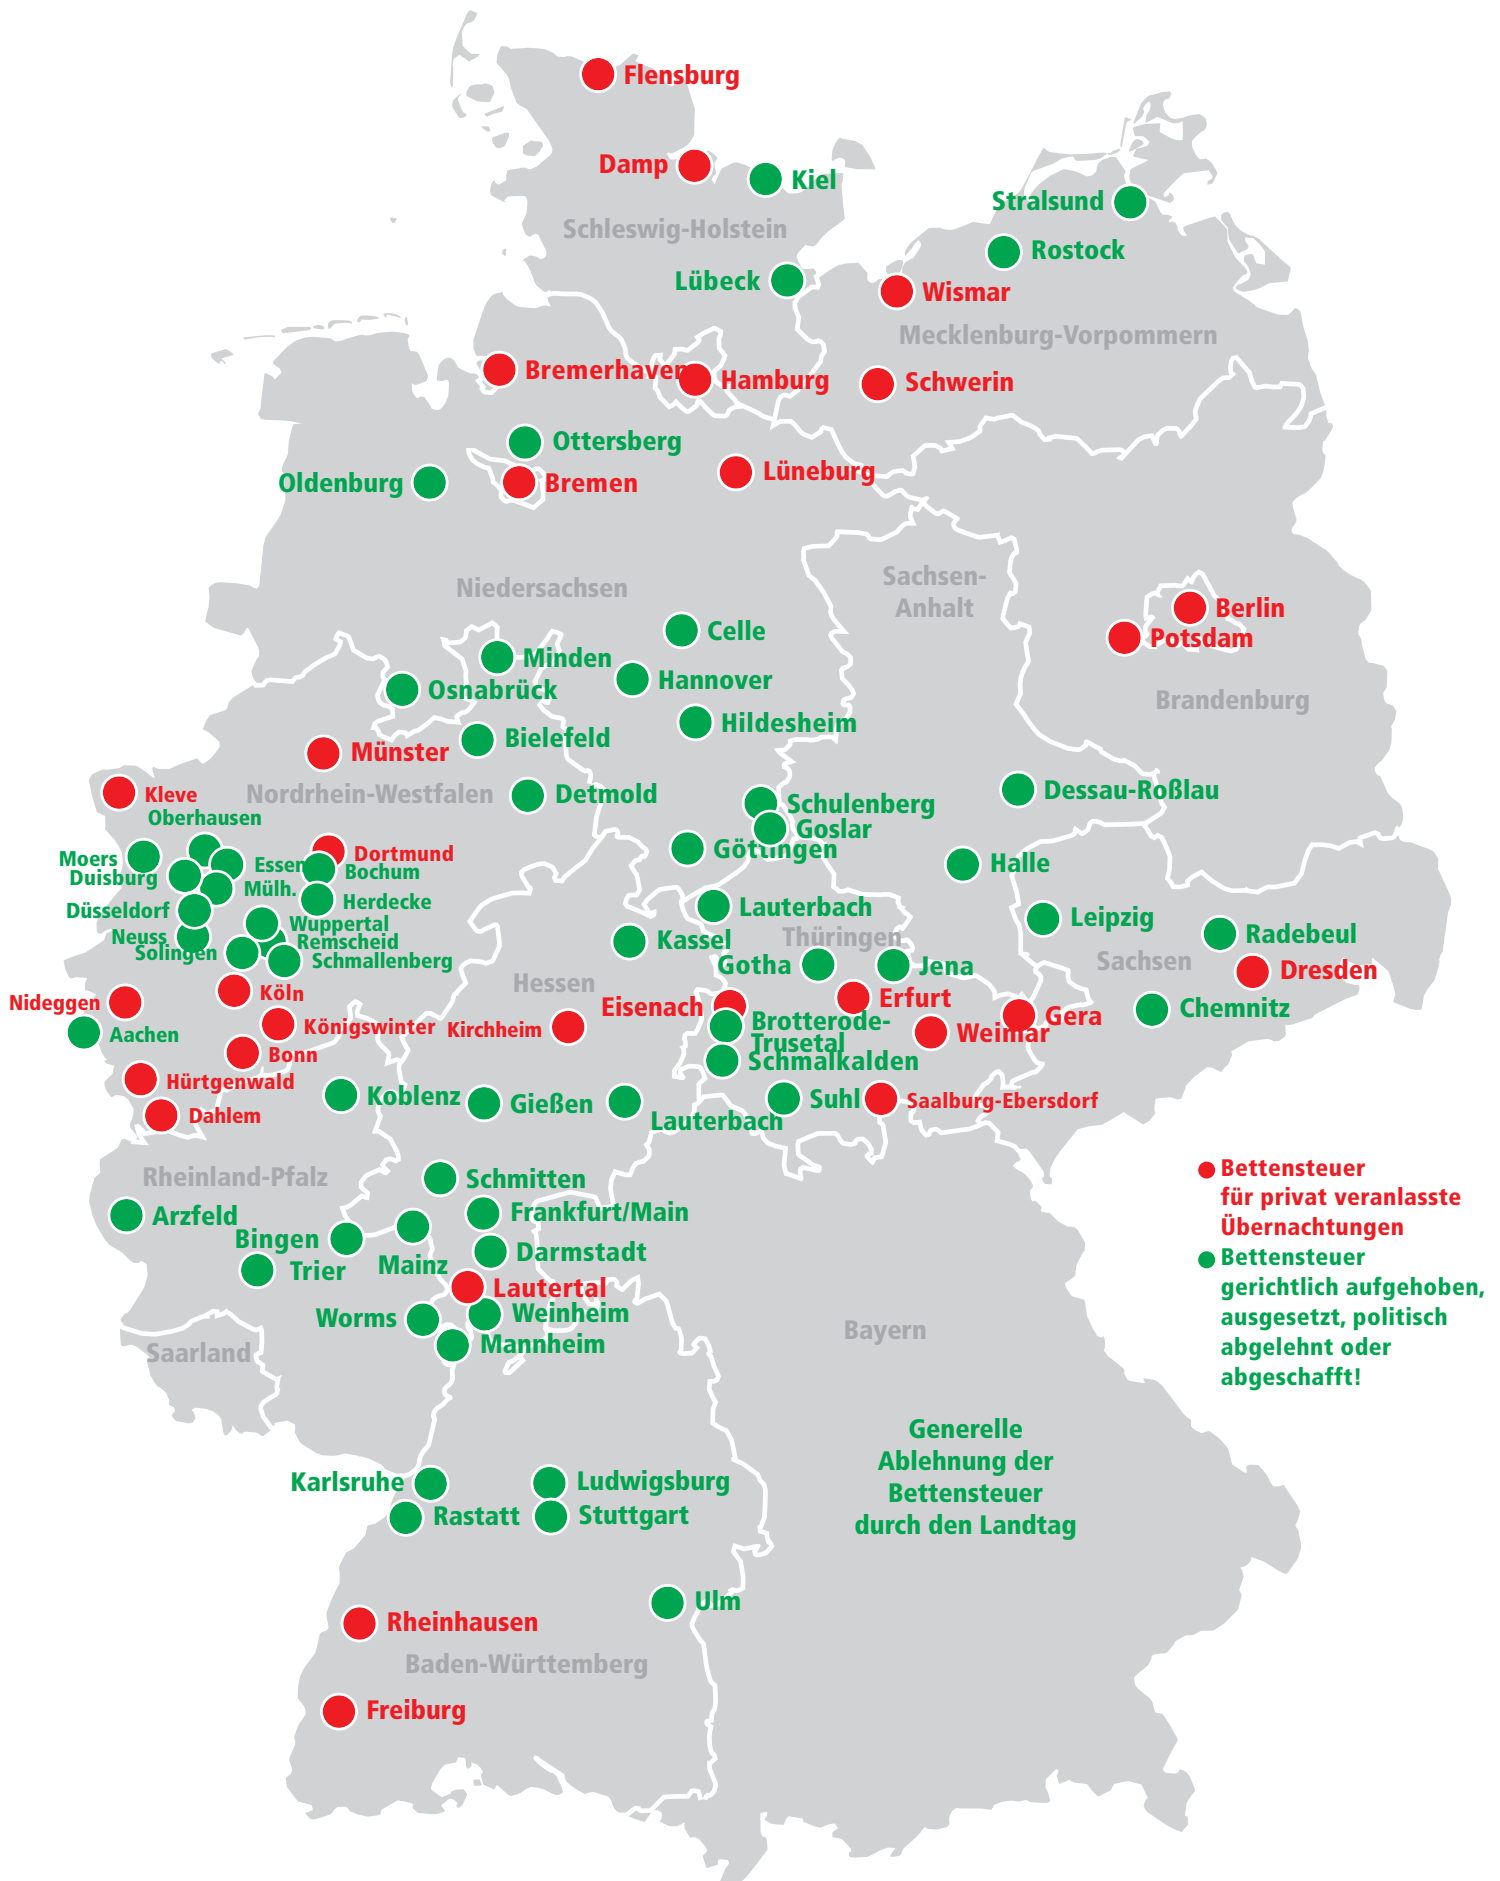 Flensburg
Damp
Kiel
Stralsund
Schleswig-Holstein
Rostock
Lübeck
Wismar
Mecklenburg-Vorpommern
Bremerhaven
Hamburg
Schwerin
Ottersberg
Oldenburg
Bremen
Lüneburg
Sachsen-
Anhalt
Niedersachsen
Berlin
Potsdam
Celle
Minden
Hannover
Osnabrück
Brandenburg
Hildesheim
Bielefeld
Münster
Kleve
Nordrhein-Westfalen
Detmold
Dessau-Roßlau
Schulenberg
Oberhausen
Goslar
Göttingen
Dortmund
Moers
Essen
Halle
Bochum
Duisburg
Mülh.
Herdecke
Lauterbach
Düsseldorf
Leipzig
Wuppertal
Neuss
Remscheid
Kassel
Thüringen
Radebeul
Solingen
Schmallenberg
Sachsen
Gotha
Jena
Dresden
Hessen
Köln
Nideggen
Eisenach
Erfurt
Chemnitz
Gera
Brotterode-
Trusetal
Königswinter
Kirchheim
Weimar
Aachen
Bonn
Schmalkalden
Hürtgenwald
Koblenz
Gießen
Suhl
Saalburg-Ebersdorf
Dahlem
Lauterbach
Rheinland-Pfalz
Schmitten
Bettensteuer
für privat veranlasste
Übernachtungen
Arzfeld
Frankfurt/Main
Bingen
Darmstadt
Mainz
Trier
Bettensteuer
gerichtlich aufgehoben,
ausgesetzt, politisch
abgelehnt oder
abgeschafft!
Lautertal
Worms
Weinheim
Bayern
Mannheim
Saarland
Generelle
Ablehnung der
Bettensteuer
durch den Landtag
Karlsruhe
Ludwigsburg
Rastatt
Stuttgart
Ulm
Rheinhausen
Baden-Württemberg
Freiburg